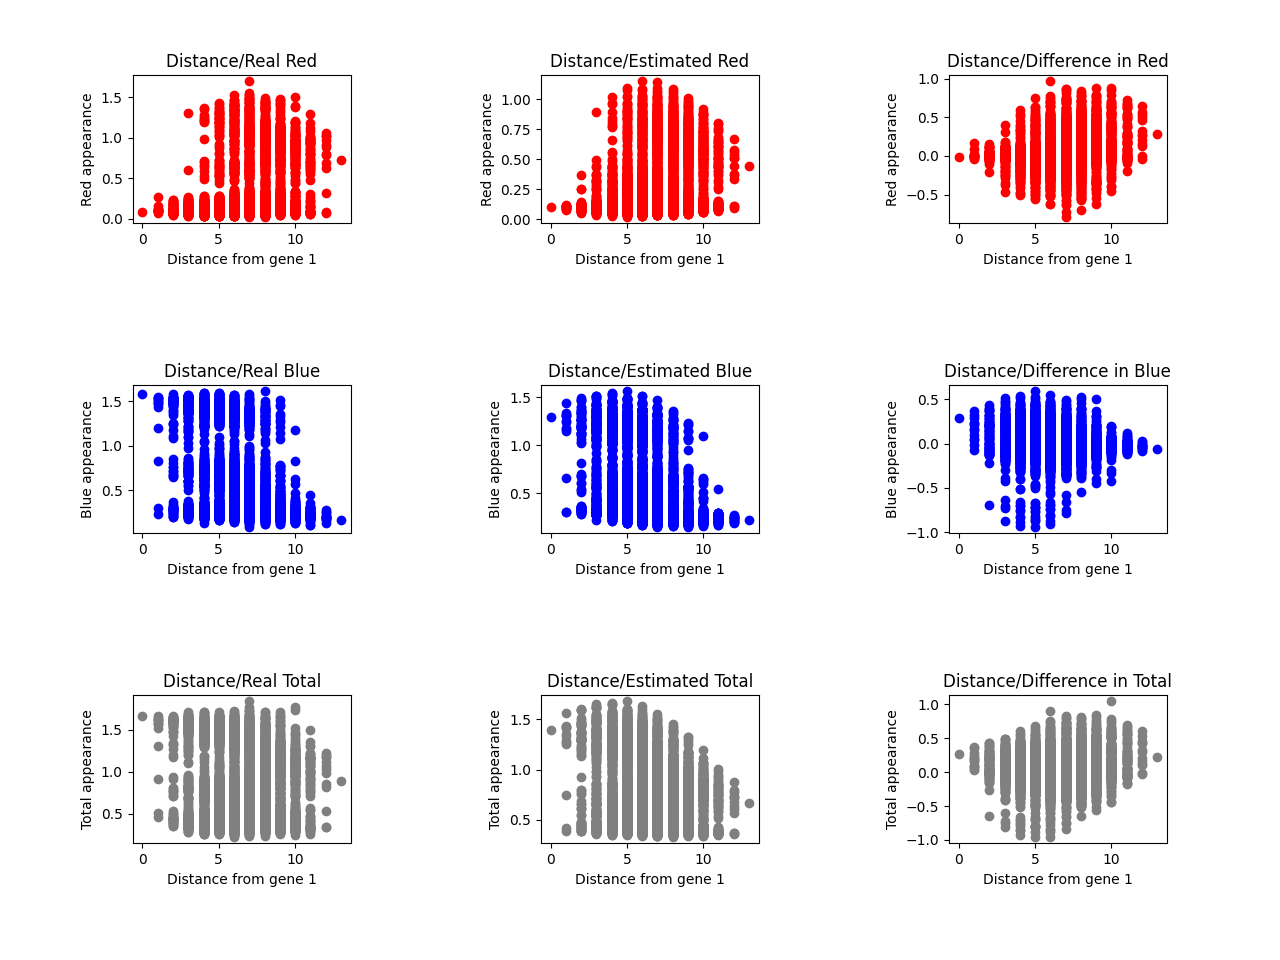 Distance/Real Red
Distance/Estimated Red
Distance/Difference in Red
Red appearance
1.5
1.0
0.5
0.0
0
5
10
Distance from gene 1
Red appearance
1.00
0.75
0.50
0.25
0.00
0
5
10
Distance from gene 1
Red appearance
1.0
0.5
0.0
−0.5
0
5
10
Distance from gene 1
Distance/Real Blue
Distance/Estimated Blue
Distance/Difference in Blue
Blue appearance
1.5
1.0
0.5
0
5
10
Distance from gene 1
Blue appearance
1.5
1.0
0.5
0
5
10
Distance from gene 1
Blue appearance
0.5
0.0
−0.5
−1.0
0
5
10
Distance from gene 1
Distance/Real Total
Distance/Estimated Total
Distance/Difference in Total
Total appearance
1.5
1.0
0.5
0
5
10
Distance from gene 1
Total appearance
1.5
1.0
0.5
0
5
10
Distance from gene 1
Total appearance
1.0
0.5
0.0
−0.5
−1.0
0
5
10
Distance from gene 1